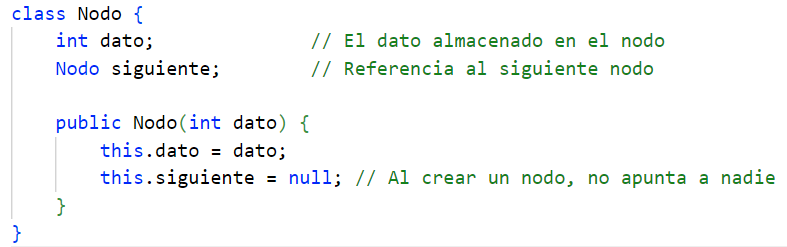 class Nodo {
    int dato;              // El dato almacenado en el nodo
    Nodo siguiente;        // Referencia al siguiente nodo

    public Nodo(int dato) {
        this.dato = dato;
        this.siguiente = null; // Al crear un nodo, no apunta a nadie
    }
}